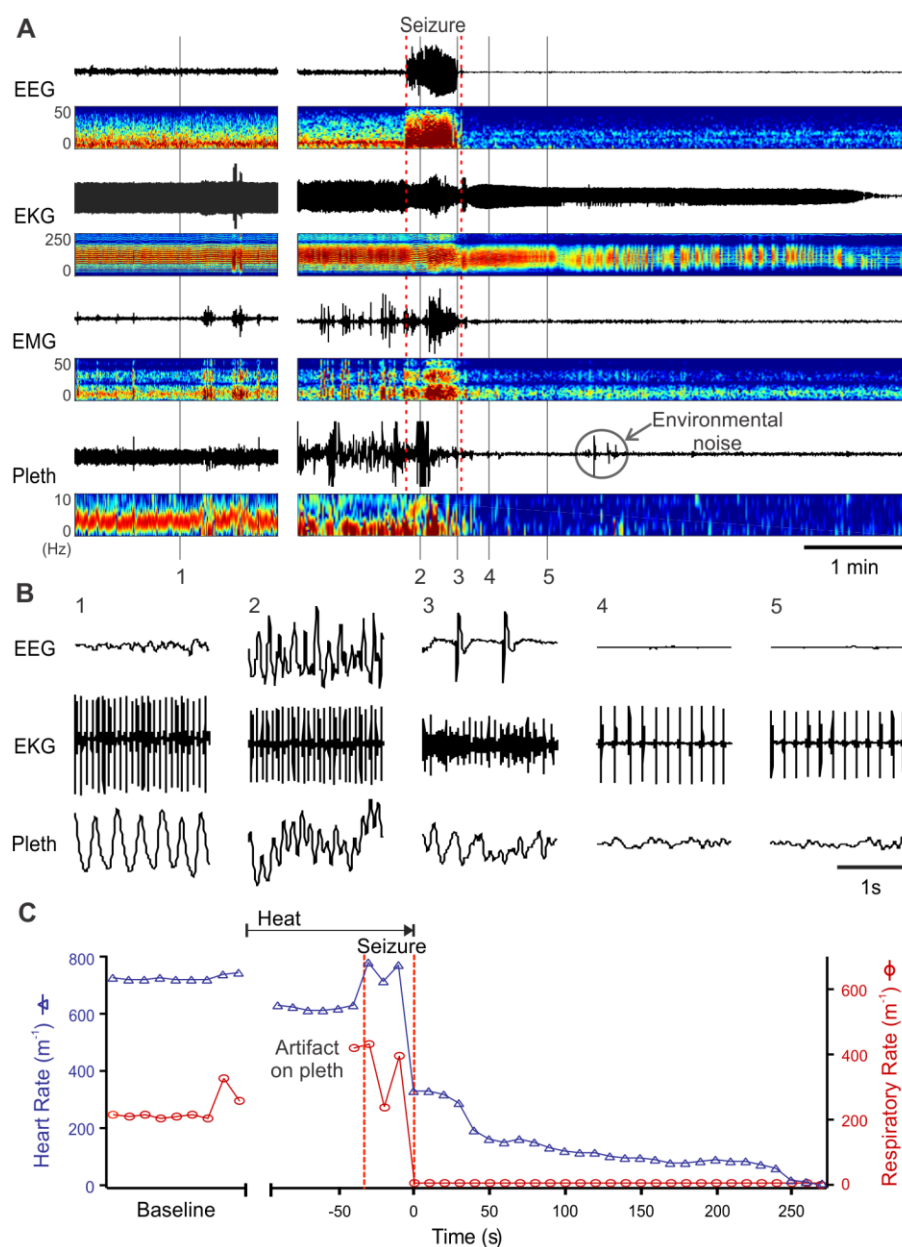 A
Seizure
EEG
50
0
EKG
250
0
EMG
50
0
Environmental
noise
Pleth
10
0
(Hz)
1 min
1 2 3 4 5
B
1 2 3 4 5
EEG
EKG
Pleth
1s
C
Heat
Seizure
800
600
400
200
0
Heart Rate (m⁻¹)
Artifact
on pleth
600
400
200
0
Respiratory Rate (m⁻¹)
Baseline
-50 0 50 100 150 200 250
Time (s)